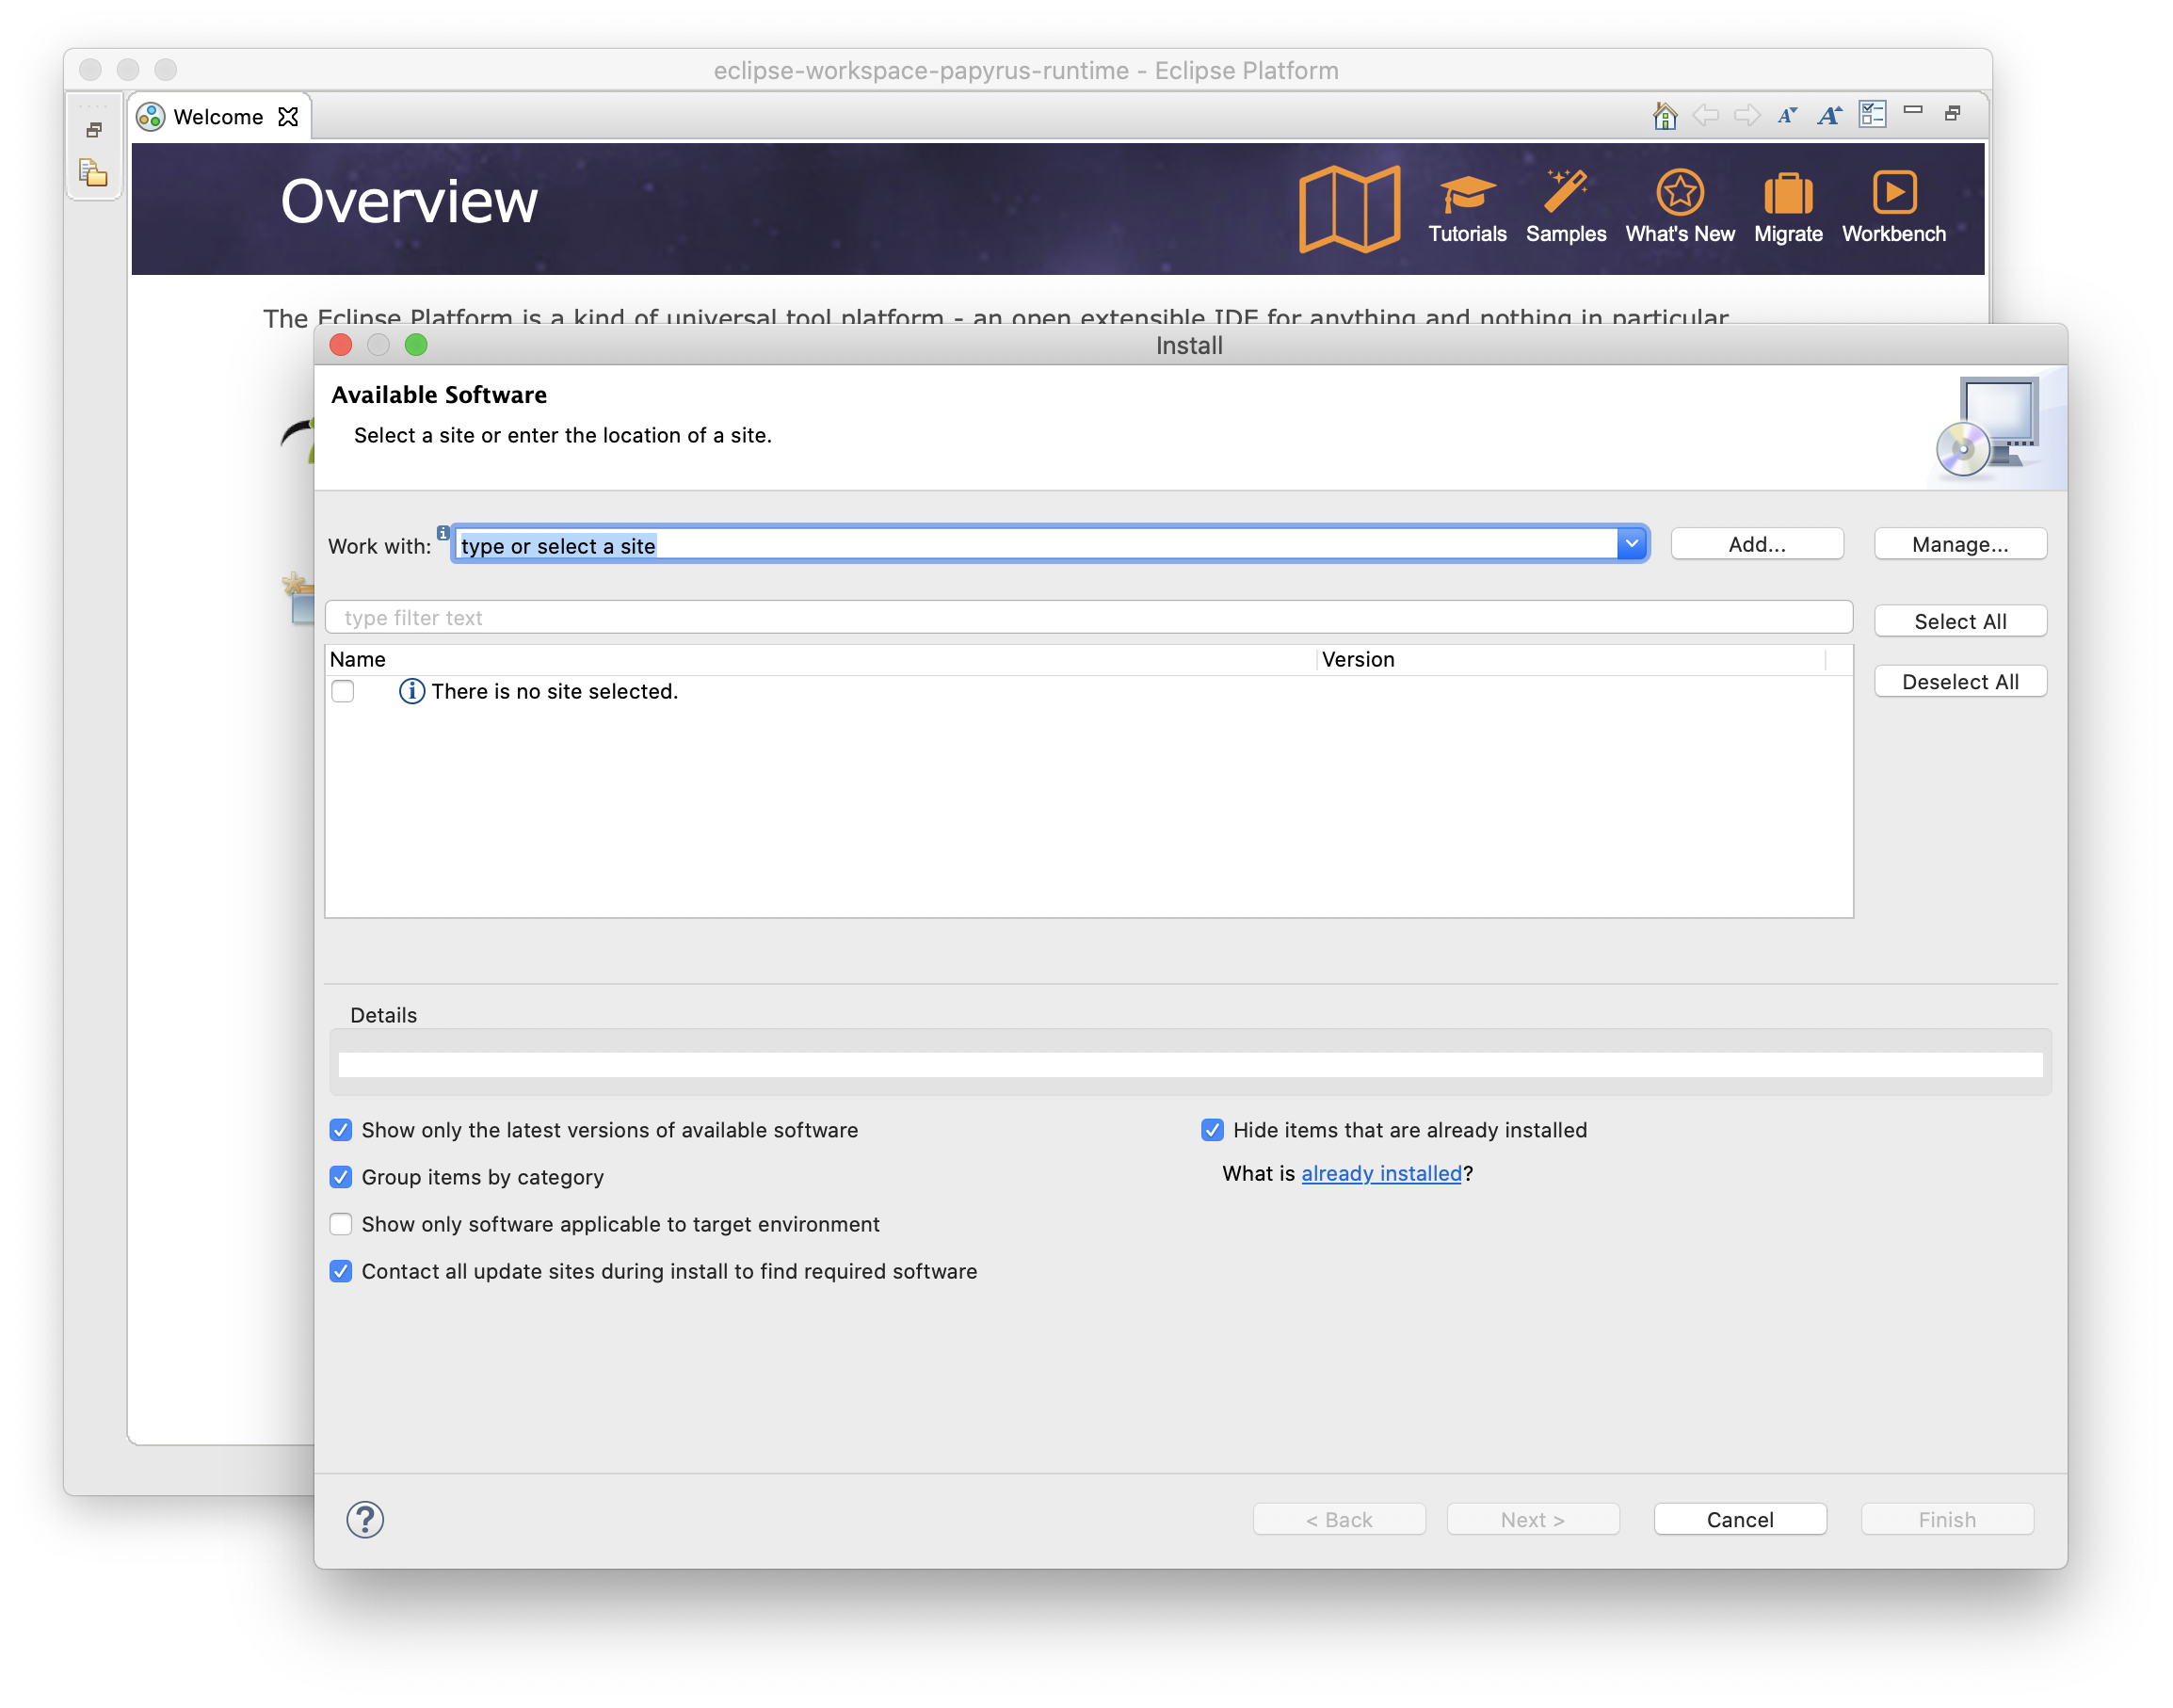 eclipse-workspace-papyrus-runtime - Eclipse Platform
Welcome
Overview
Tutorials Samples What's New Migrate Workbench
The Eclipse Platform is a kind of universal tool platform - an open extensible IDE for anything and nothing in particular
Install
Available Software
Select a site or enter the location of a site.
Work with: type or select a site Add... Manage...
type filter text Select All
Name Version
Deselect All
There is no site selected.
Details
Show only the latest versions of available software Hide items that are already installed
Group items by category What is already installed?
Show only software applicable to target environment
Contact all update sites during install to find required software
? < Back Next > Cancel Finish